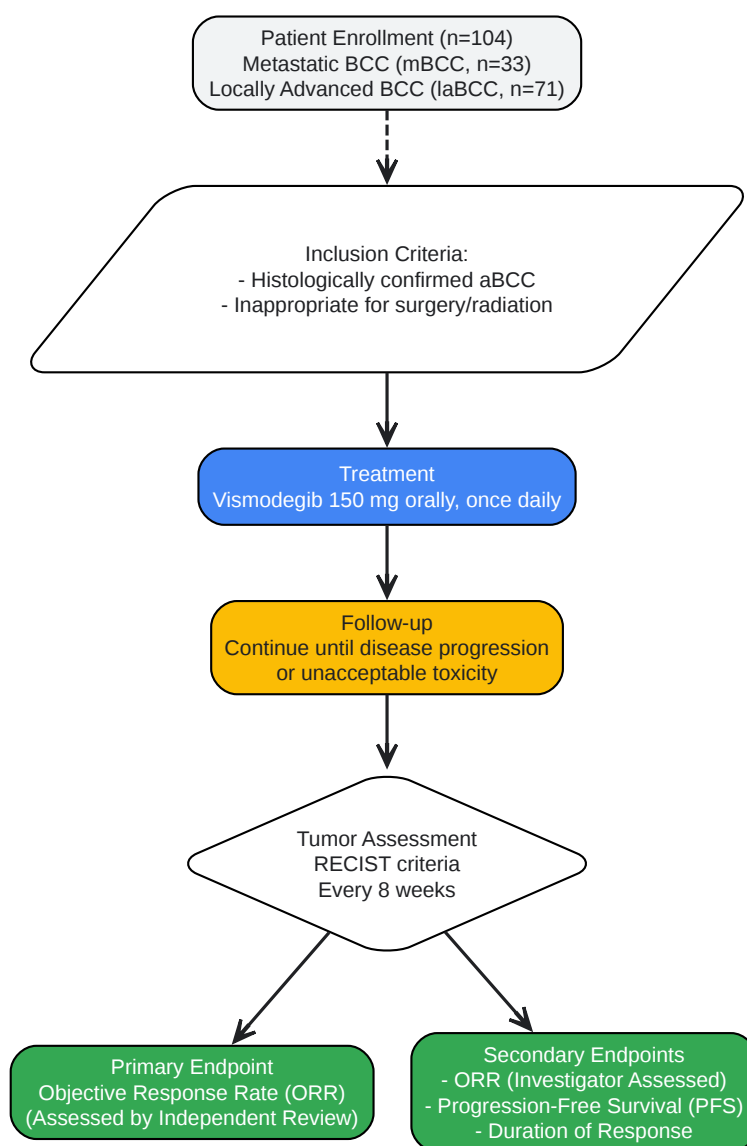 Patient Enrollment (n=104)
Metastatic BCC (mBCC, n=33)
Locally Advanced BCC (laBCC, n=71)
Inclusion Criteria:
- Histologically confirmed aBCC
- Inappropriate for surgery/radiation
Treatment
Vismodegib 150 mg orally, once daily
Follow-up
Continue until disease progression
or unacceptable toxicity
Tumor Assessment
RECIST criteria
Every 8 weeks
Primary Endpoint
Objective Response Rate (ORR)
(Assessed by Independent Review)
Secondary Endpoints
- ORR (Investigator Assessed)
- Progression-Free Survival (PFS)
- Duration of Response